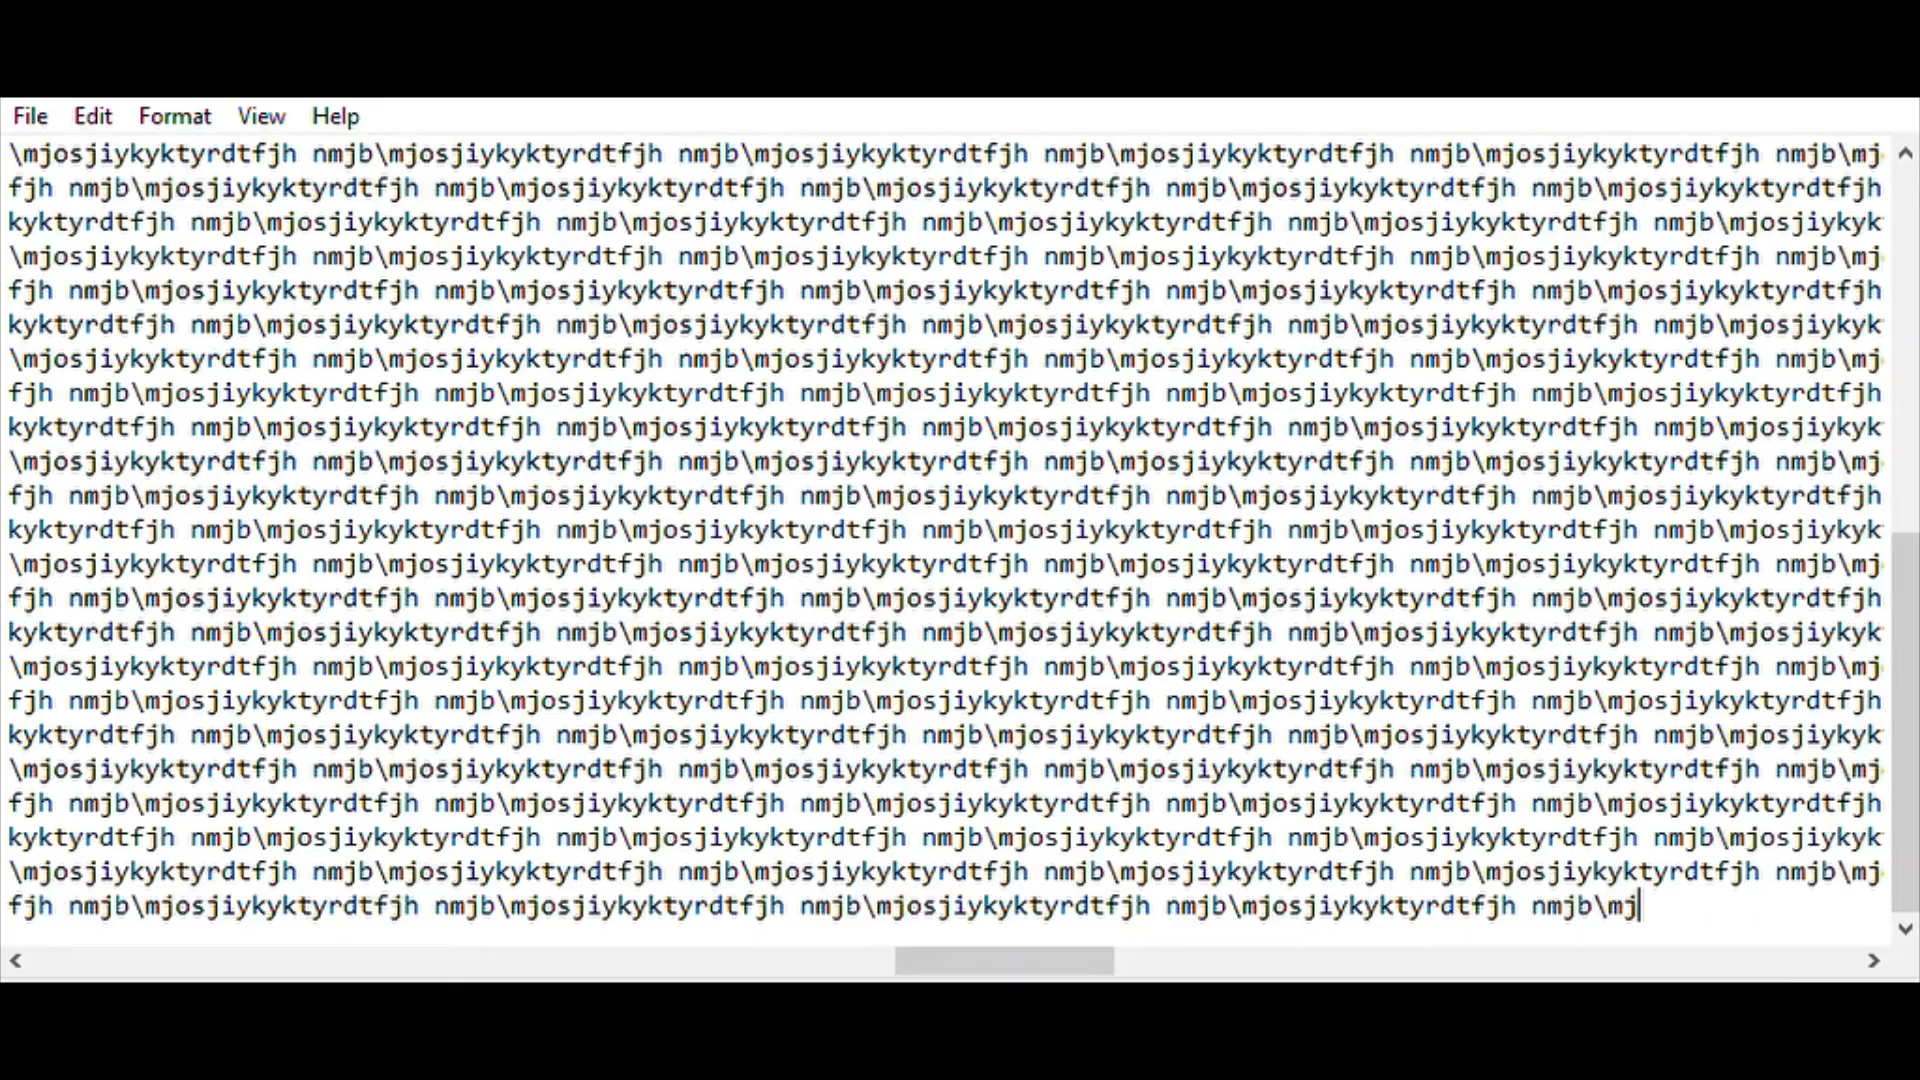 File Edit Format View Help
\mjosjiykyktyrdtfjh nmjb\mjosjiykyktyrdtfjh nmjb\mjosjiykyktyrdtfjh nmjb\mjosjiykyktyrdtfjh nmjb\mjosjiykyktyrdtfjh nmjb\mj
fjh nmjb\mjosjiykyktyrdtfjh nmjb\mjosjiykyktyrdtfjh nmjb\mjosjiykyktyrdtfjh nmjb\mjosjiykyktyrdtfjh nmjb\mjosjiykyktyrdtfjh
kyktyrdtfjh nmjb\mjosjiykyktyrdtfjh nmjb\mjosjiykyktyrdtfjh nmjb\mjosjiykyktyrdtfjh nmjb\mjosjiykyktyrdtfjh nmjb\mjosjiykyk
\mjosjiykyktyrdtfjh nmjb\mjosjiykyktyrdtfjh nmjb\mjosjiykyktyrdtfjh nmjb\mjosjiykyktyrdtfjh nmjb\mjosjiykyktyrdtfjh nmjb\mj
fjh nmjb\mjosjiykyktyrdtfjh nmjb\mjosjiykyktyrdtfjh nmjb\mjosjiykyktyrdtfjh nmjb\mjosjiykyktyrdtfjh nmjb\mjosjiykyktyrdtfjh
kyktyrdtfjh nmjb\mjosjiykyktyrdtfjh nmjb\mjosjiykyktyrdtfjh nmjb\mjosjiykyktyrdtfjh nmjb\mjosjiykyktyrdtfjh nmjb\mjosjiykyk
\mjosjiykyktyrdtfjh nmjb\mjosjiykyktyrdtfjh nmjb\mjosjiykyktyrdtfjh nmjb\mjosjiykyktyrdtfjh nmjb\mjosjiykyktyrdtfjh nmjb\mj
fjh nmjb\mjosjiykyktyrdtfjh nmjb\mjosjiykyktyrdtfjh nmjb\mjosjiykyktyrdtfjh nmjb\mjosjiykyktyrdtfjh nmjb\mjosjiykyktyrdtfjh
kyktyrdtfjh nmjb\mjosjiykyktyrdtfjh nmjb\mjosjiykyktyrdtfjh nmjb\mjosjiykyktyrdtfjh nmjb\mjosjiykyktyrdtfjh nmjb\mjosjiykyk
\mjosjiykyktyrdtfjh nmjb\mjosjiykyktyrdtfjh nmjb\mjosjiykyktyrdtfjh nmjb\mjosjiykyktyrdtfjh nmjb\mjosjiykyktyrdtfjh nmjb\mj
fjh nmjb\mjosjiykyktyrdtfjh nmjb\mjosjiykyktyrdtfjh nmjb\mjosjiykyktyrdtfjh nmjb\mjosjiykyktyrdtfjh nmjb\mjosjiykyktyrdtfjh
kyktyrdtfjh nmjb\mjosjiykyktyrdtfjh nmjb\mjosjiykyktyrdtfjh nmjb\mjosjiykyktyrdtfjh nmjb\mjosjiykyktyrdtfjh nmjb\mjosjiykyk
\mjosjiykyktyrdtfjh nmjb\mjosjiykyktyrdtfjh nmjb\mjosjiykyktyrdtfjh nmjb\mjosjiykyktyrdtfjh nmjb\mjosjiykyktyrdtfjh nmjb\mj
fjh nmjb\mjosjiykyktyrdtfjh nmjb\mjosjiykyktyrdtfjh nmjb\mjosjiykyktyrdtfjh nmjb\mjosjiykyktyrdtfjh nmjb\mjosjiykyktyrdtfjh
kyktyrdtfjh nmjb\mjosjiykyktyrdtfjh nmjb\mjosjiykyktyrdtfjh nmjb\mjosjiykyktyrdtfjh nmjb\mjosjiykyktyrdtfjh nmjb\mjosjiykyk
\mjosjiykyktyrdtfjh nmjb\mjosjiykyktyrdtfjh nmjb\mjosjiykyktyrdtfjh nmjb\mjosjiykyktyrdtfjh nmjb\mjosjiykyktyrdtfjh nmjb\mj
fjh nmjb\mjosjiykyktyrdtfjh nmjb\mjosjiykyktyrdtfjh nmjb\mjosjiykyktyrdtfjh nmjb\mjosjiykyktyrdtfjh nmjb\mjosjiykyktyrdtfjh
kyktyrdtfjh nmjb\mjosjiykyktyrdtfjh nmjb\mjosjiykyktyrdtfjh nmjb\mjosjiykyktyrdtfjh nmjb\mjosjiykyktyrdtfjh nmjb\mjosjiykyk
\mjosjiykyktyrdtfjh nmjb\mjosjiykyktyrdtfjh nmjb\mjosjiykyktyrdtfjh nmjb\mjosjiykyktyrdtfjh nmjb\mjosjiykyktyrdtfjh nmjb\mj
fjh nmjb\mjosjiykyktyrdtfjh nmjb\mjosjiykyktyrdtfjh nmjb\mjosjiykyktyrdtfjh nmjb\mjosjiykyktyrdtfjh nmjb\mjosjiykyktyrdtfjh
kyktyrdtfjh nmjb\mjosjiykyktyrdtfjh nmjb\mjosjiykyktyrdtfjh nmjb\mjosjiykyktyrdtfjh nmjb\mjosjiykyktyrdtfjh nmjb\mjosjiykyk
\mjosjiykyktyrdtfjh nmjb\mjosjiykyktyrdtfjh nmjb\mjosjiykyktyrdtfjh nmjb\mjosjiykyktyrdtfjh nmjb\mjosjiykyktyrdtfjh nmjb\mj
fjh nmjb\mjosjiykyktyrdtfjh nmjb\mjosjiykyktyrdtfjh nmjb\mjosjiykyktyrdtfjh nmjb\mjosjiykyktyrdtfjh nmjb\mj